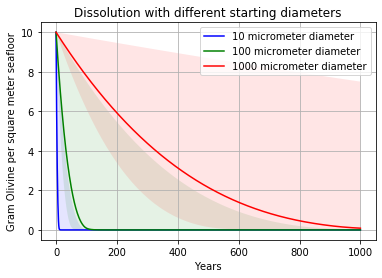 Dissolution with different starting diameters
10 micrometer diameter
100 micrometer diameter
1000 micrometer diameter
Gram Olivine per square meter seafloor
10
8
6
4
2
0
0 200 400 600 800 1000
Years